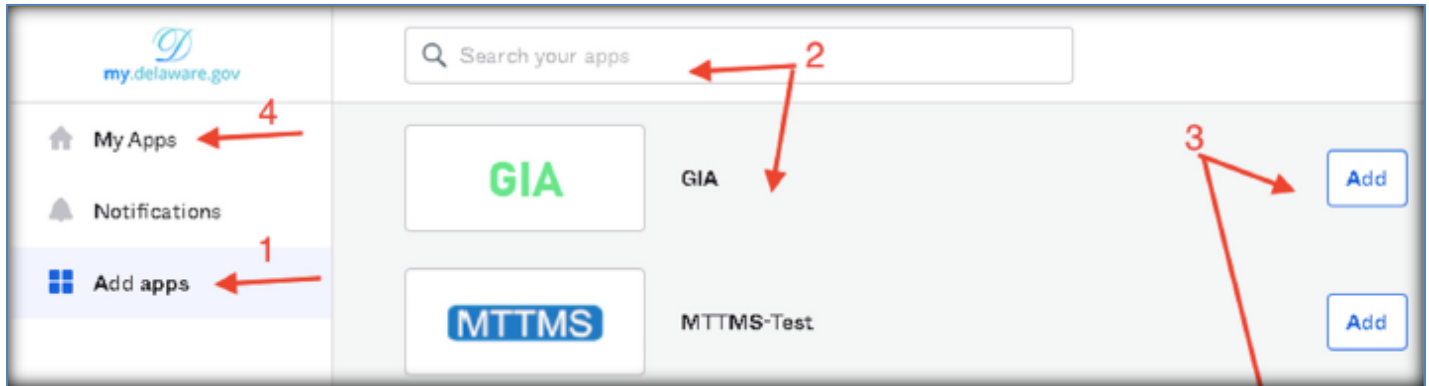 D
my.delaware.gov
Search your apps
2
4
My Apps
3
GIA
GIA
Add
Notifications
1
Add apps
MTTMS
MTTMS-Test
Add